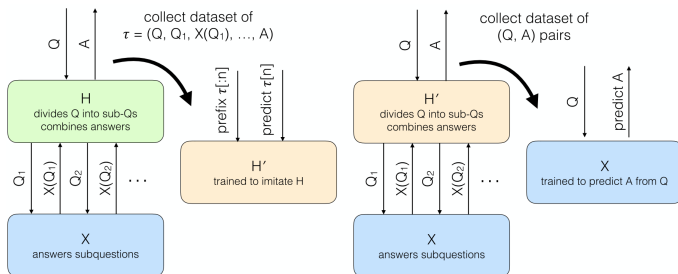 collect dataset of
τ = (Q, Q₁, X(Q₁), …, A)
Q
A
H
divides Q into sub-Qs
combines answers
Q₁
X(Q₁)
Q₂
X(Q₂)
. . .
X
answers subquestions
prefix τ[:n]
predict τ[n]
H′
trained to imitate H
collect dataset of
(Q, A) pairs
Q
A
H′
divides Q into sub-Qs
combines answers
Q₁
X(Q₁)
Q₂
X(Q₂)
. . .
X
answers subquestions
Q
predict A
X
trained to predict A from Q